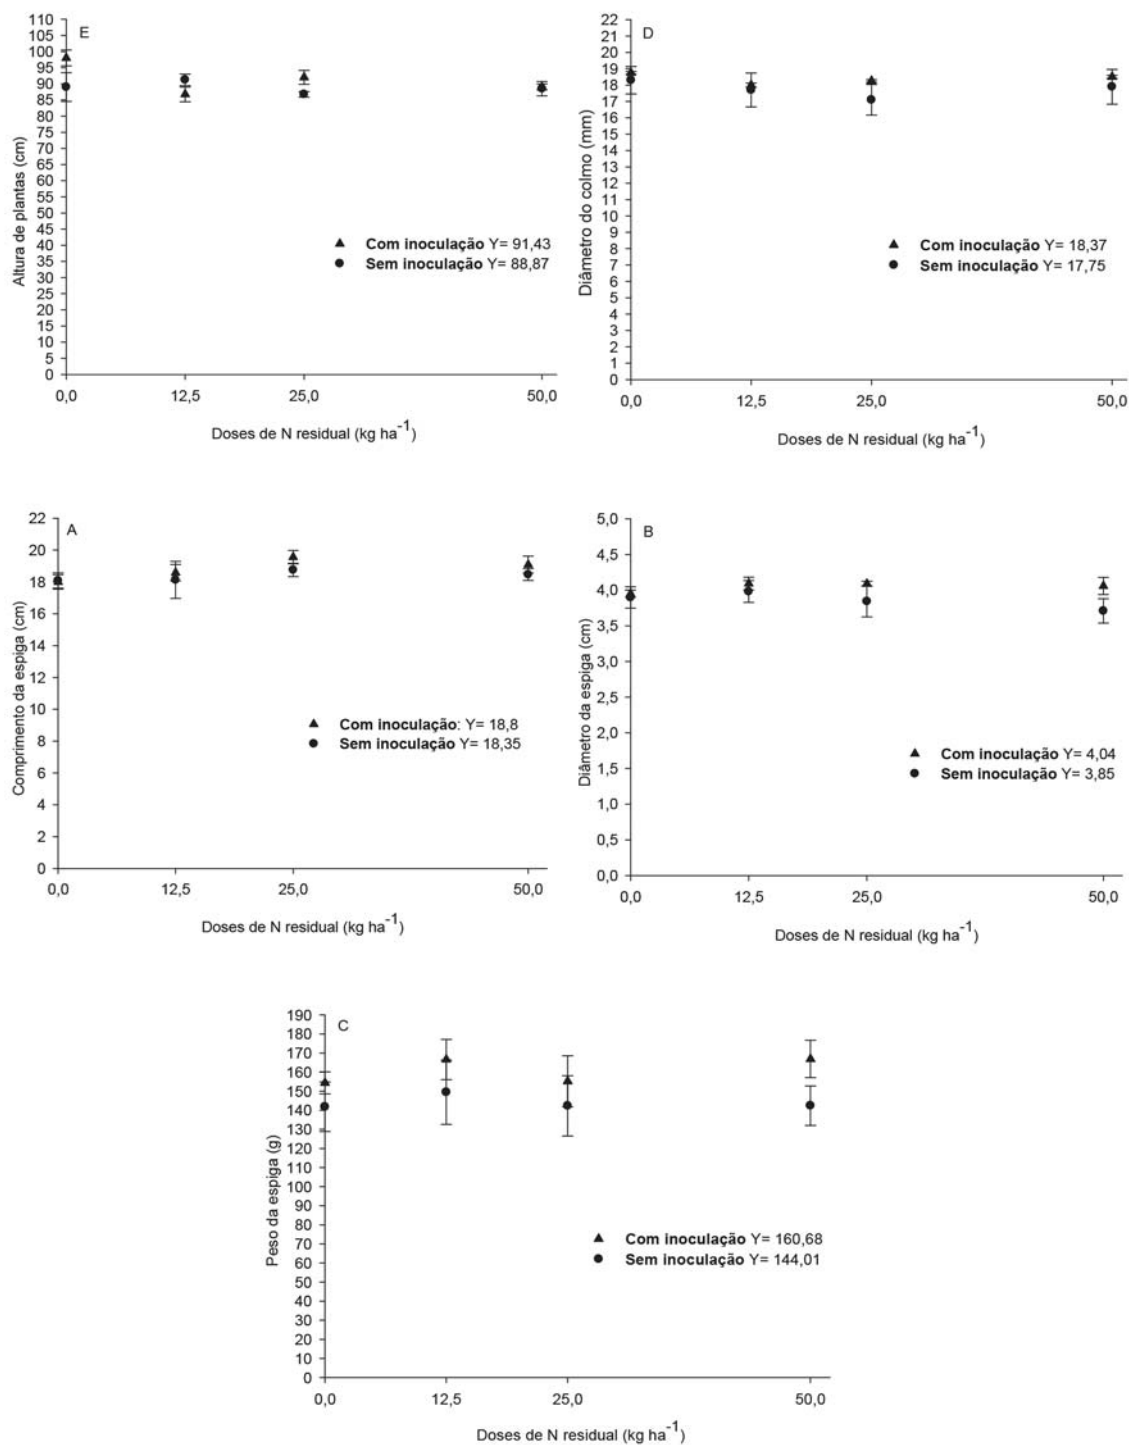 E
Altura de plantas (cm)
110
105
100
95
90
85
80
75
70
65
60
55
50
45
40
35
30
25
20
15
10
5
0
Com inoculação Y= 91,43
Sem inoculação Y= 88,87
0,0 12,5 25,0 50,0
Doses de N residual (kg ha-1)
D
Diâmetro do colmo (mm)
22
21
20
19
18
17
16
15
14
13
12
11
10
9
8
7
6
5
4
3
2
1
0
Com inoculação Y= 18,37
Sem inoculação Y= 17,75
0,0 12,5 25,0 50,0
Doses de N residual (kg ha-1)
A
Comprimento da espiga (cm)
22
20
18
16
14
12
10
8
6
4
2
0
Com inoculação: Y= 18,8
Sem inoculação Y= 18,35
0,0 12,5 25,0 50,0
Doses de N residual (kg ha-1)
B
Diâmetro da espiga (cm)
5,0
4,5
4,0
3,5
3,0
2,5
2,0
1,5
1,0
0,5
0,0
Com inoculação Y= 4,04
Sem inoculação Y= 3,85
0,0 12,5 25,0 50,0
Doses de N residual (kg ha-1)
C
Peso da espiga (g)
190
180
170
160
150
140
130
120
110
100
90
80
70
60
50
40
30
20
10
0
Com inoculação Y= 160,68
Sem inoculação Y= 144,01
0,0 12,5 25,0 50,0
Doses de N residual (kg ha-1)